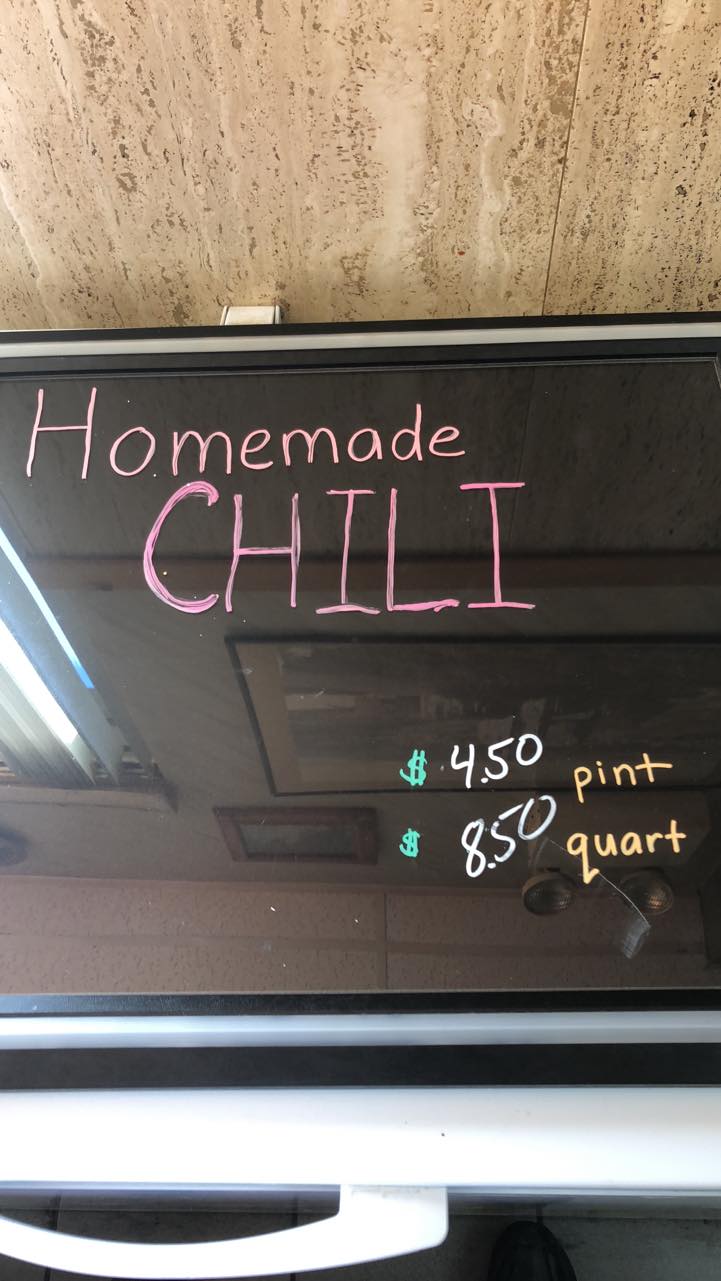 Homemade
CHILI
$ 4.50 pint
$ 8.50 quart